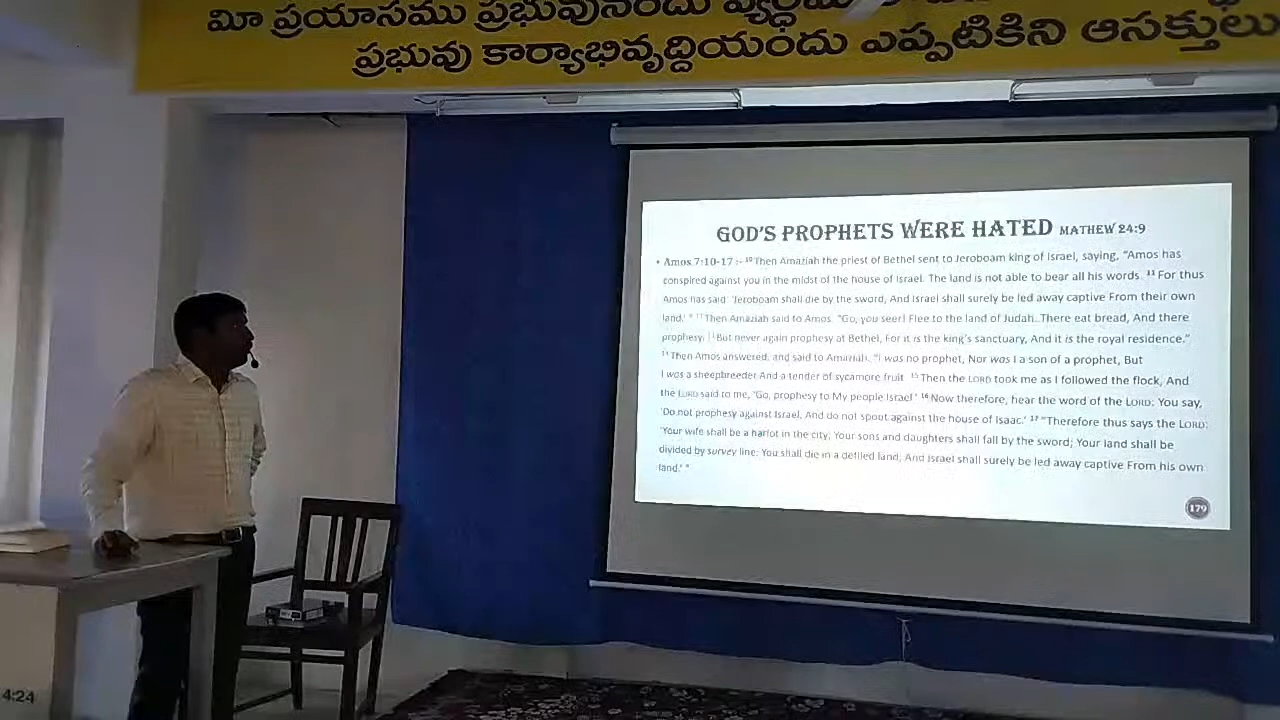 మీ ప్రయాసము ప్రభువునందు వ్యర్థము
ప్రభువు కార్యాభివృద్దియందు ఎప్పటికిని ఆసక్తులు
GOD'S PROPHETS WERE HATED MATHEW 24:9
• Amos 7:10-17 :- 10 Then Amaziah the priest of Bethel sent to Jeroboam king of Israel, saying, "Amos has
conspired against you in the midst of the house of Israel. The land is not able to bear all his words. 11 For thus
Amos has said: 'Jeroboam shall die by the sword, And Israel shall surely be led away captive From their own
land.' " 12 Then Amaziah said to Amos: "Go, you seer! Flee to the land of Judah. There eat bread, And there
prophesy. 13 But never again prophesy at Bethel, For it is the king's sanctuary, And it is the royal residence."
14 Then Amos answered, and said to Amaziah: "I was no prophet, Nor was I a son of a prophet, But
I was a sheepbreeder And a tender of sycamore fruit. 15 Then the LORD took me as I followed the flock, And
the LORD said to me, 'Go, prophesy to My people Israel.' 16 Now therefore, hear the word of the LORD: You say,
'Do not prophesy against Israel, And do not spout against the house of Isaac.' 17 "Therefore thus says the LORD:
'Your wife shall be a harlot in the city; Your sons and daughters shall fall by the sword; Your land shall be
divided by survey line; You shall die in a defiled land; And Israel shall surely be led away captive From his own
land.' "
179
4:24